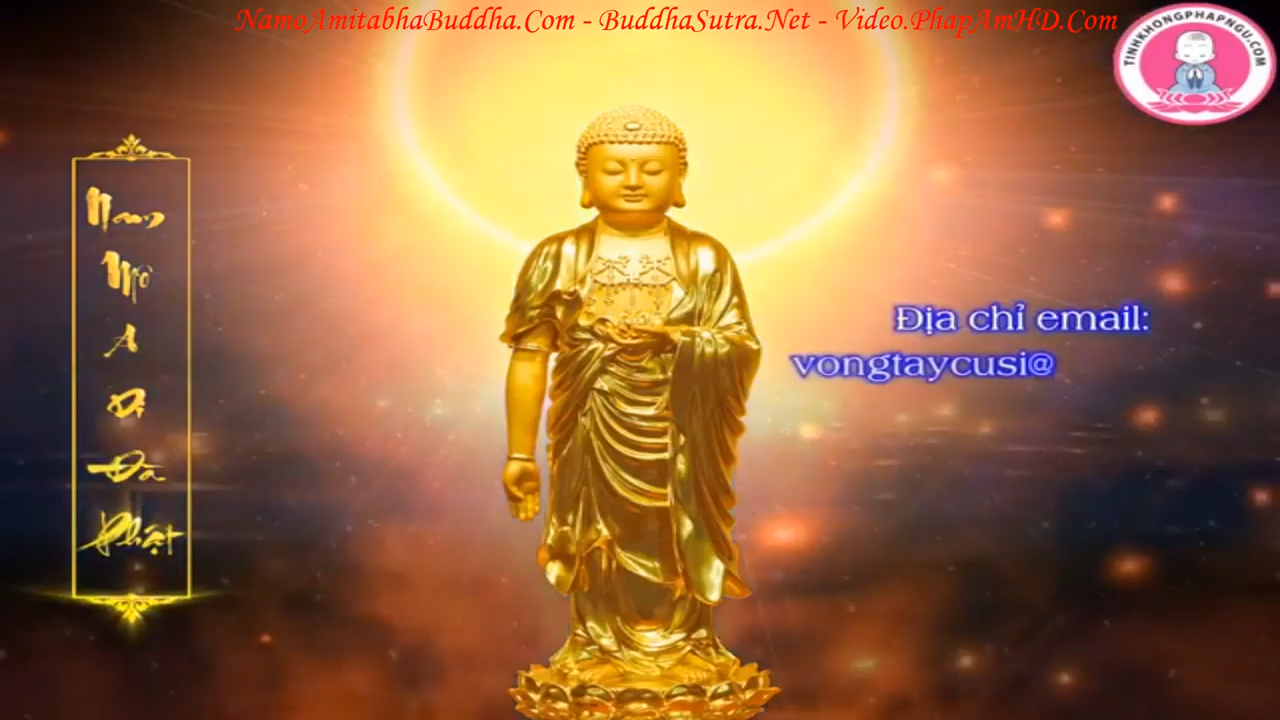 NamoAmitabhaBuddha.Com - BuddhaSutra.Net - Video.PhapAmHD.Com
TINHKHONGPHAPNGU.COM
Nam
Mô
A
Di
Đà
Phật
Địa chỉ email:
vongtaycusi@